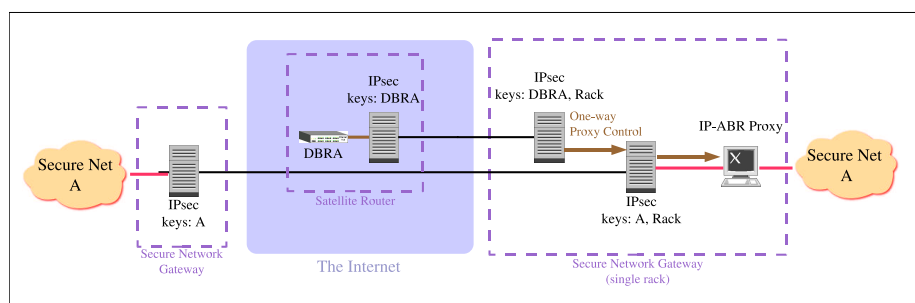 IPsec
keys: DBRA
DBRA
Satellite Router
IPsec
keys: DBRA, Rack
One-way
Proxy Control
IP-ABR Proxy
Secure Net
A
IPsec
keys: A
Secure Network
Gateway
The Internet
IPsec
keys: A, Rack
Secure Net
A
Secure Network Gateway
(single rack)
X